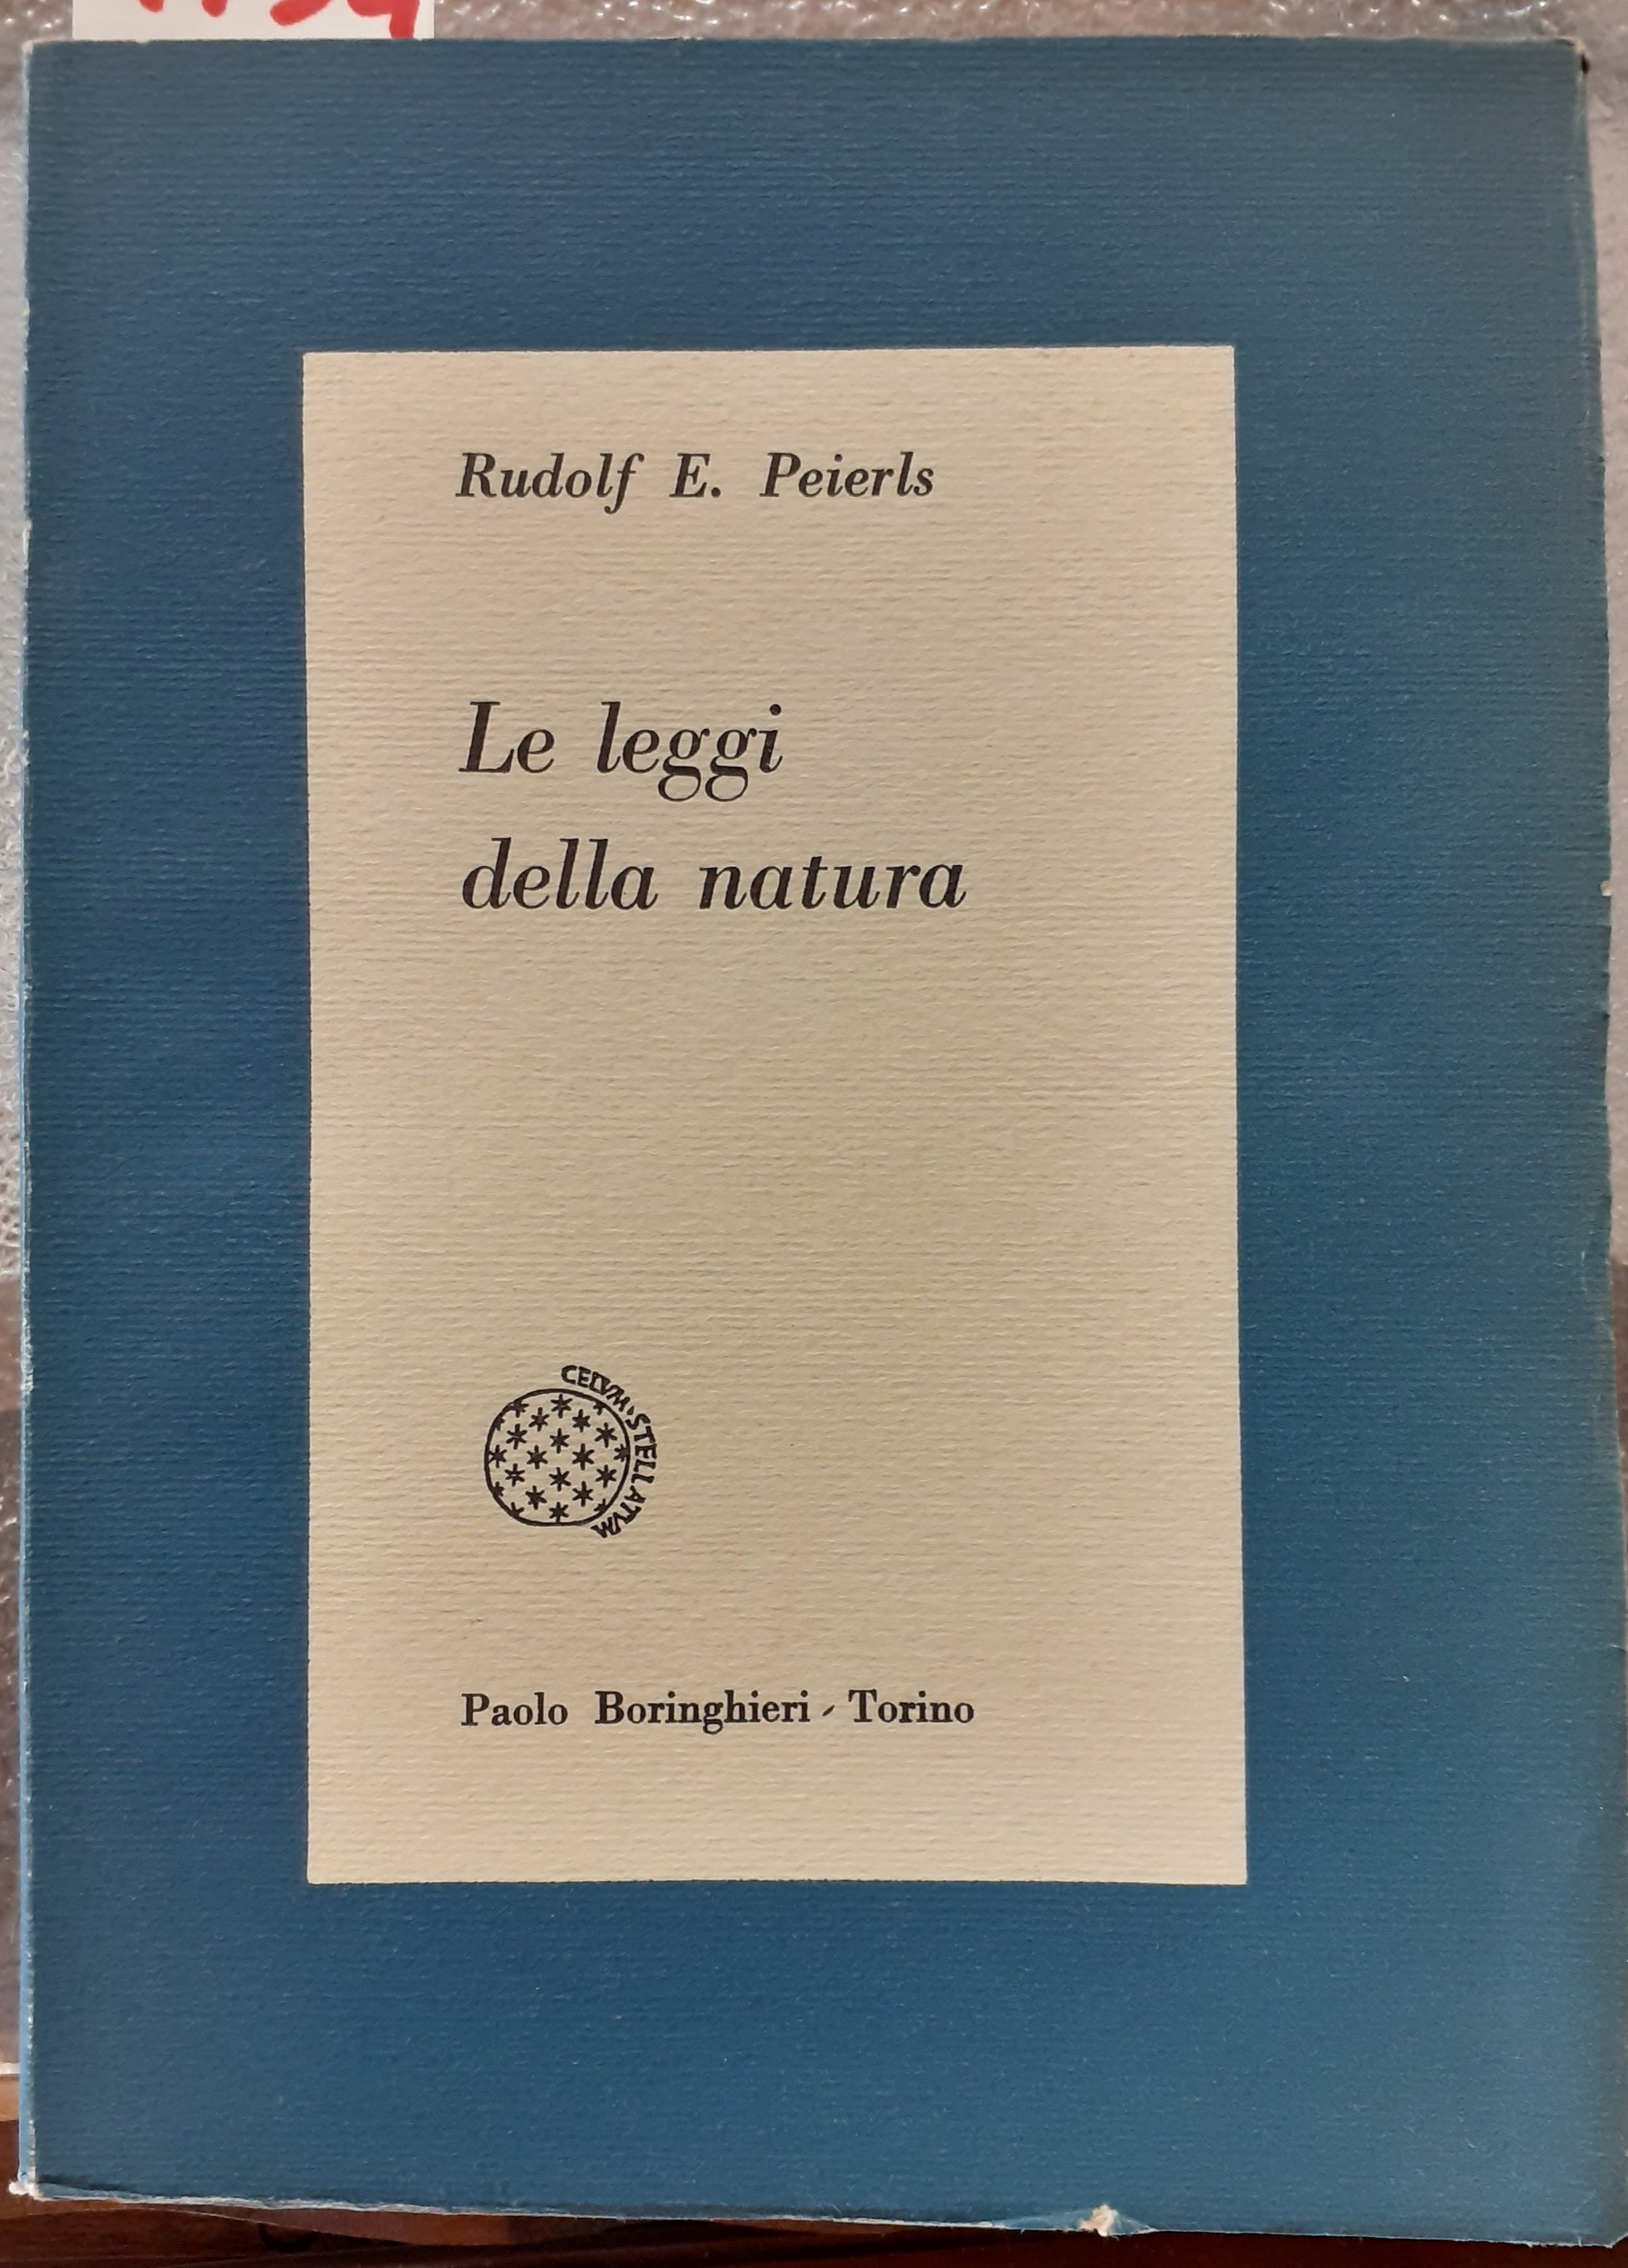 Rudolf E. Peierls
Le leggi
della natura
CELVM · STELLATVM
Paolo Boringhieri - Torino